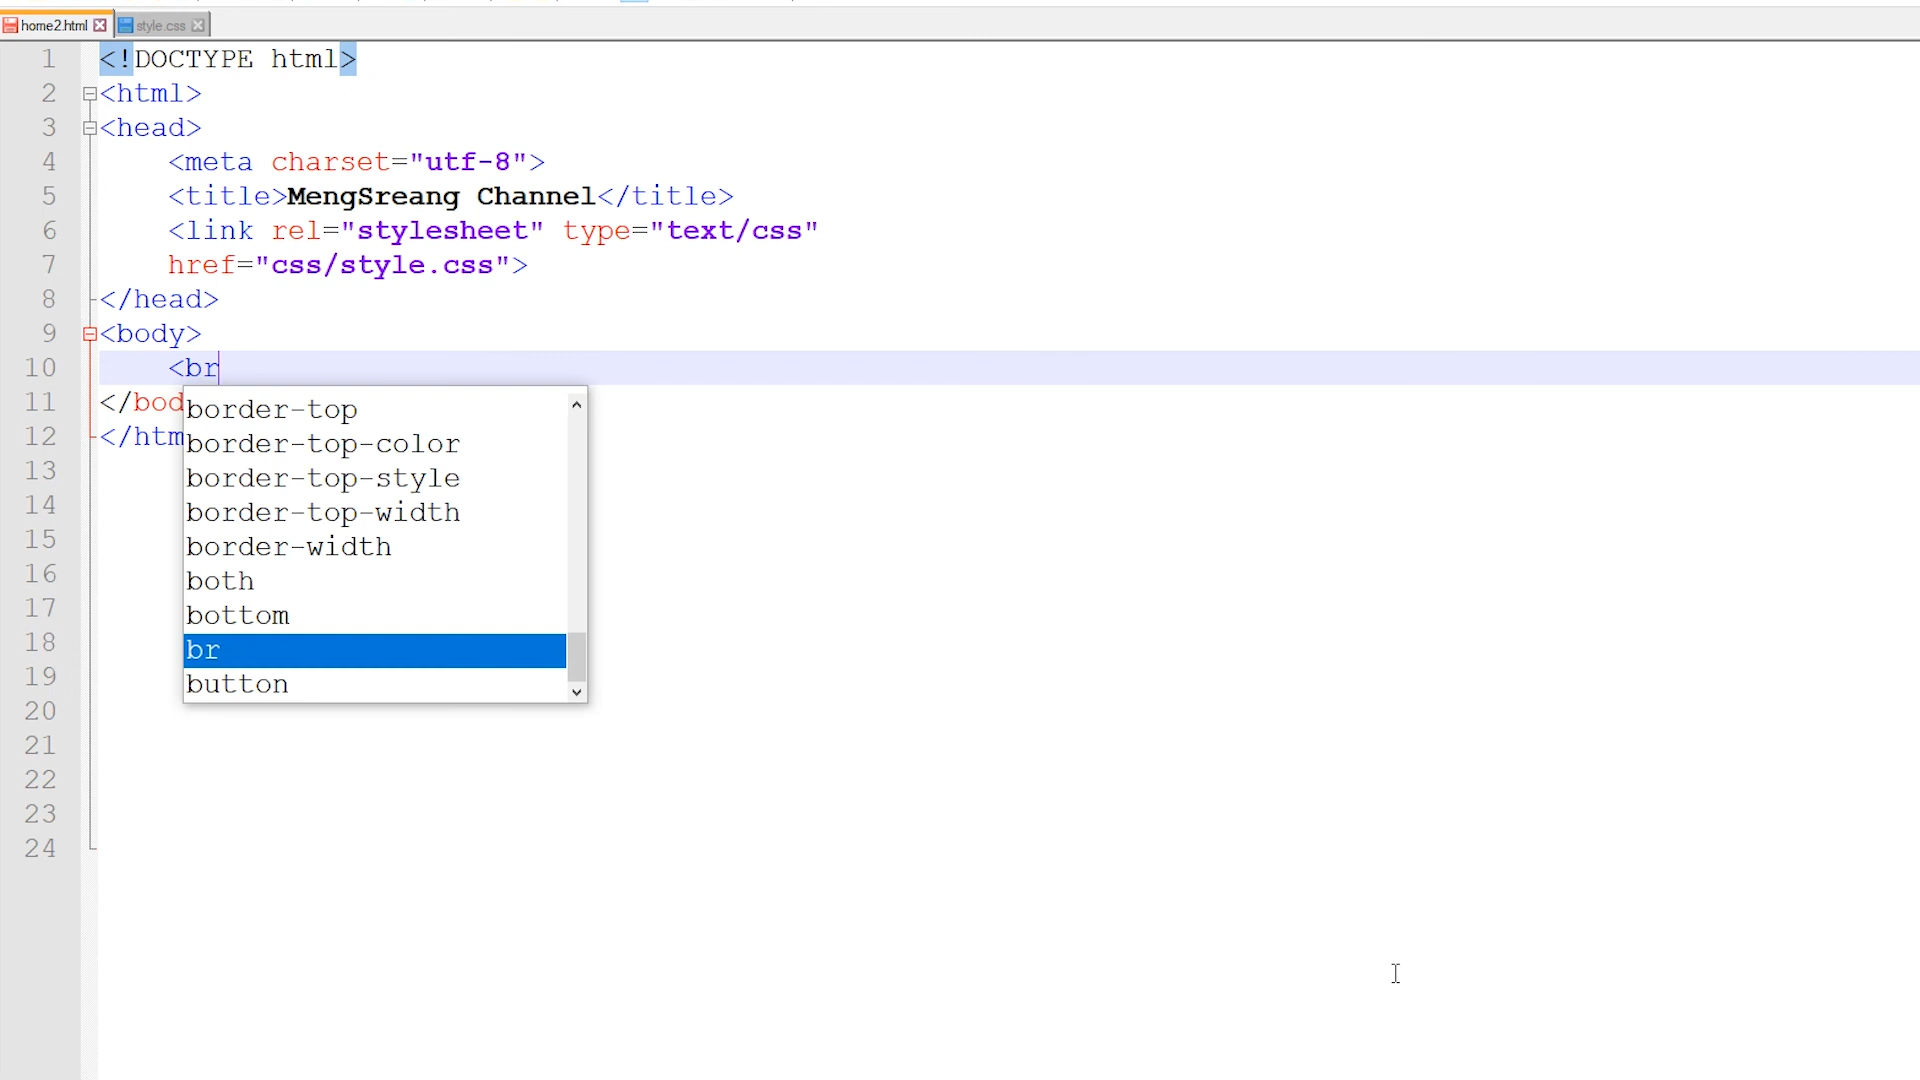 home2.html
style.css
1 <!DOCTYPE html>
2 <html>
3 <head>
4 <meta charset="utf-8">
5 <title>MengSreang Channel</title>
6 <link rel="stylesheet" type="text/css"
7 href="css/style.css">
8 </head>
9 <body>
10 <br
11 </bod
12 </htm
border-top
border-top-color
border-top-style
border-top-width
border-width
both
bottom
br
button
13
14
15
16
17
18
19
20
21
22
23
24